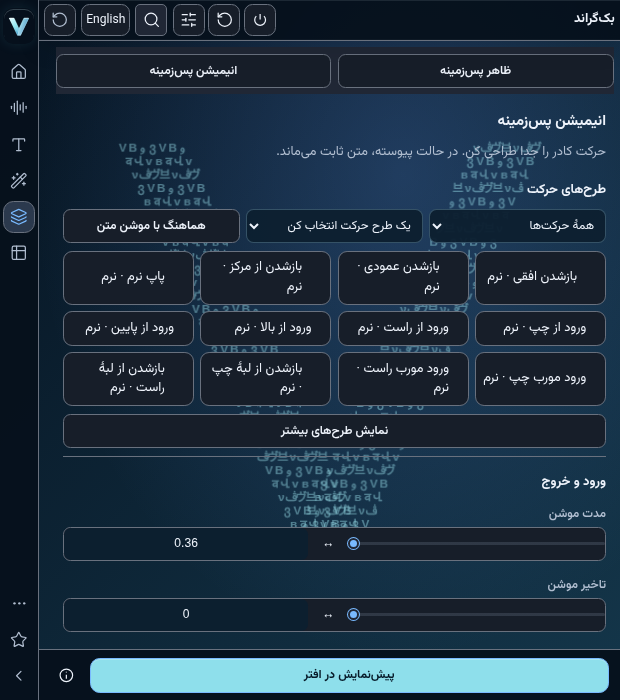 بک‌گراند
English
ظاهر پس‌زمینه
انیمیشن پس‌زمینه
انیمیشن پس‌زمینه
حرکت کادر را جدا طراحی کن. در حالت پیوسته، متن ثابت می‌ماند.
طرح‌های حرکت
همهٔ حرکت‌ها
یک طرح حرکت انتخاب کن
هماهنگ با موشن متن
بازشدن افقی · نرم
بازشدن عمودی ·
نرم
بازشدن از مرکز ·
نرم
پاپ نرم · نرم
ورود از چپ · نرم
ورود از راست · نرم
ورود از بالا · نرم
ورود از پایین · نرم
ورود مورب چپ · نرم
ورود مورب راست ·
نرم
بازشدن از لبهٔ چپ
· نرم
بازشدن از لبهٔ
راست · نرم
نمایش طرح‌های بیشتر
ورود و خروج
مدت موشن
↔
0.36
تاخیر موشن
↔
0
پیش‌نمایش در افتر